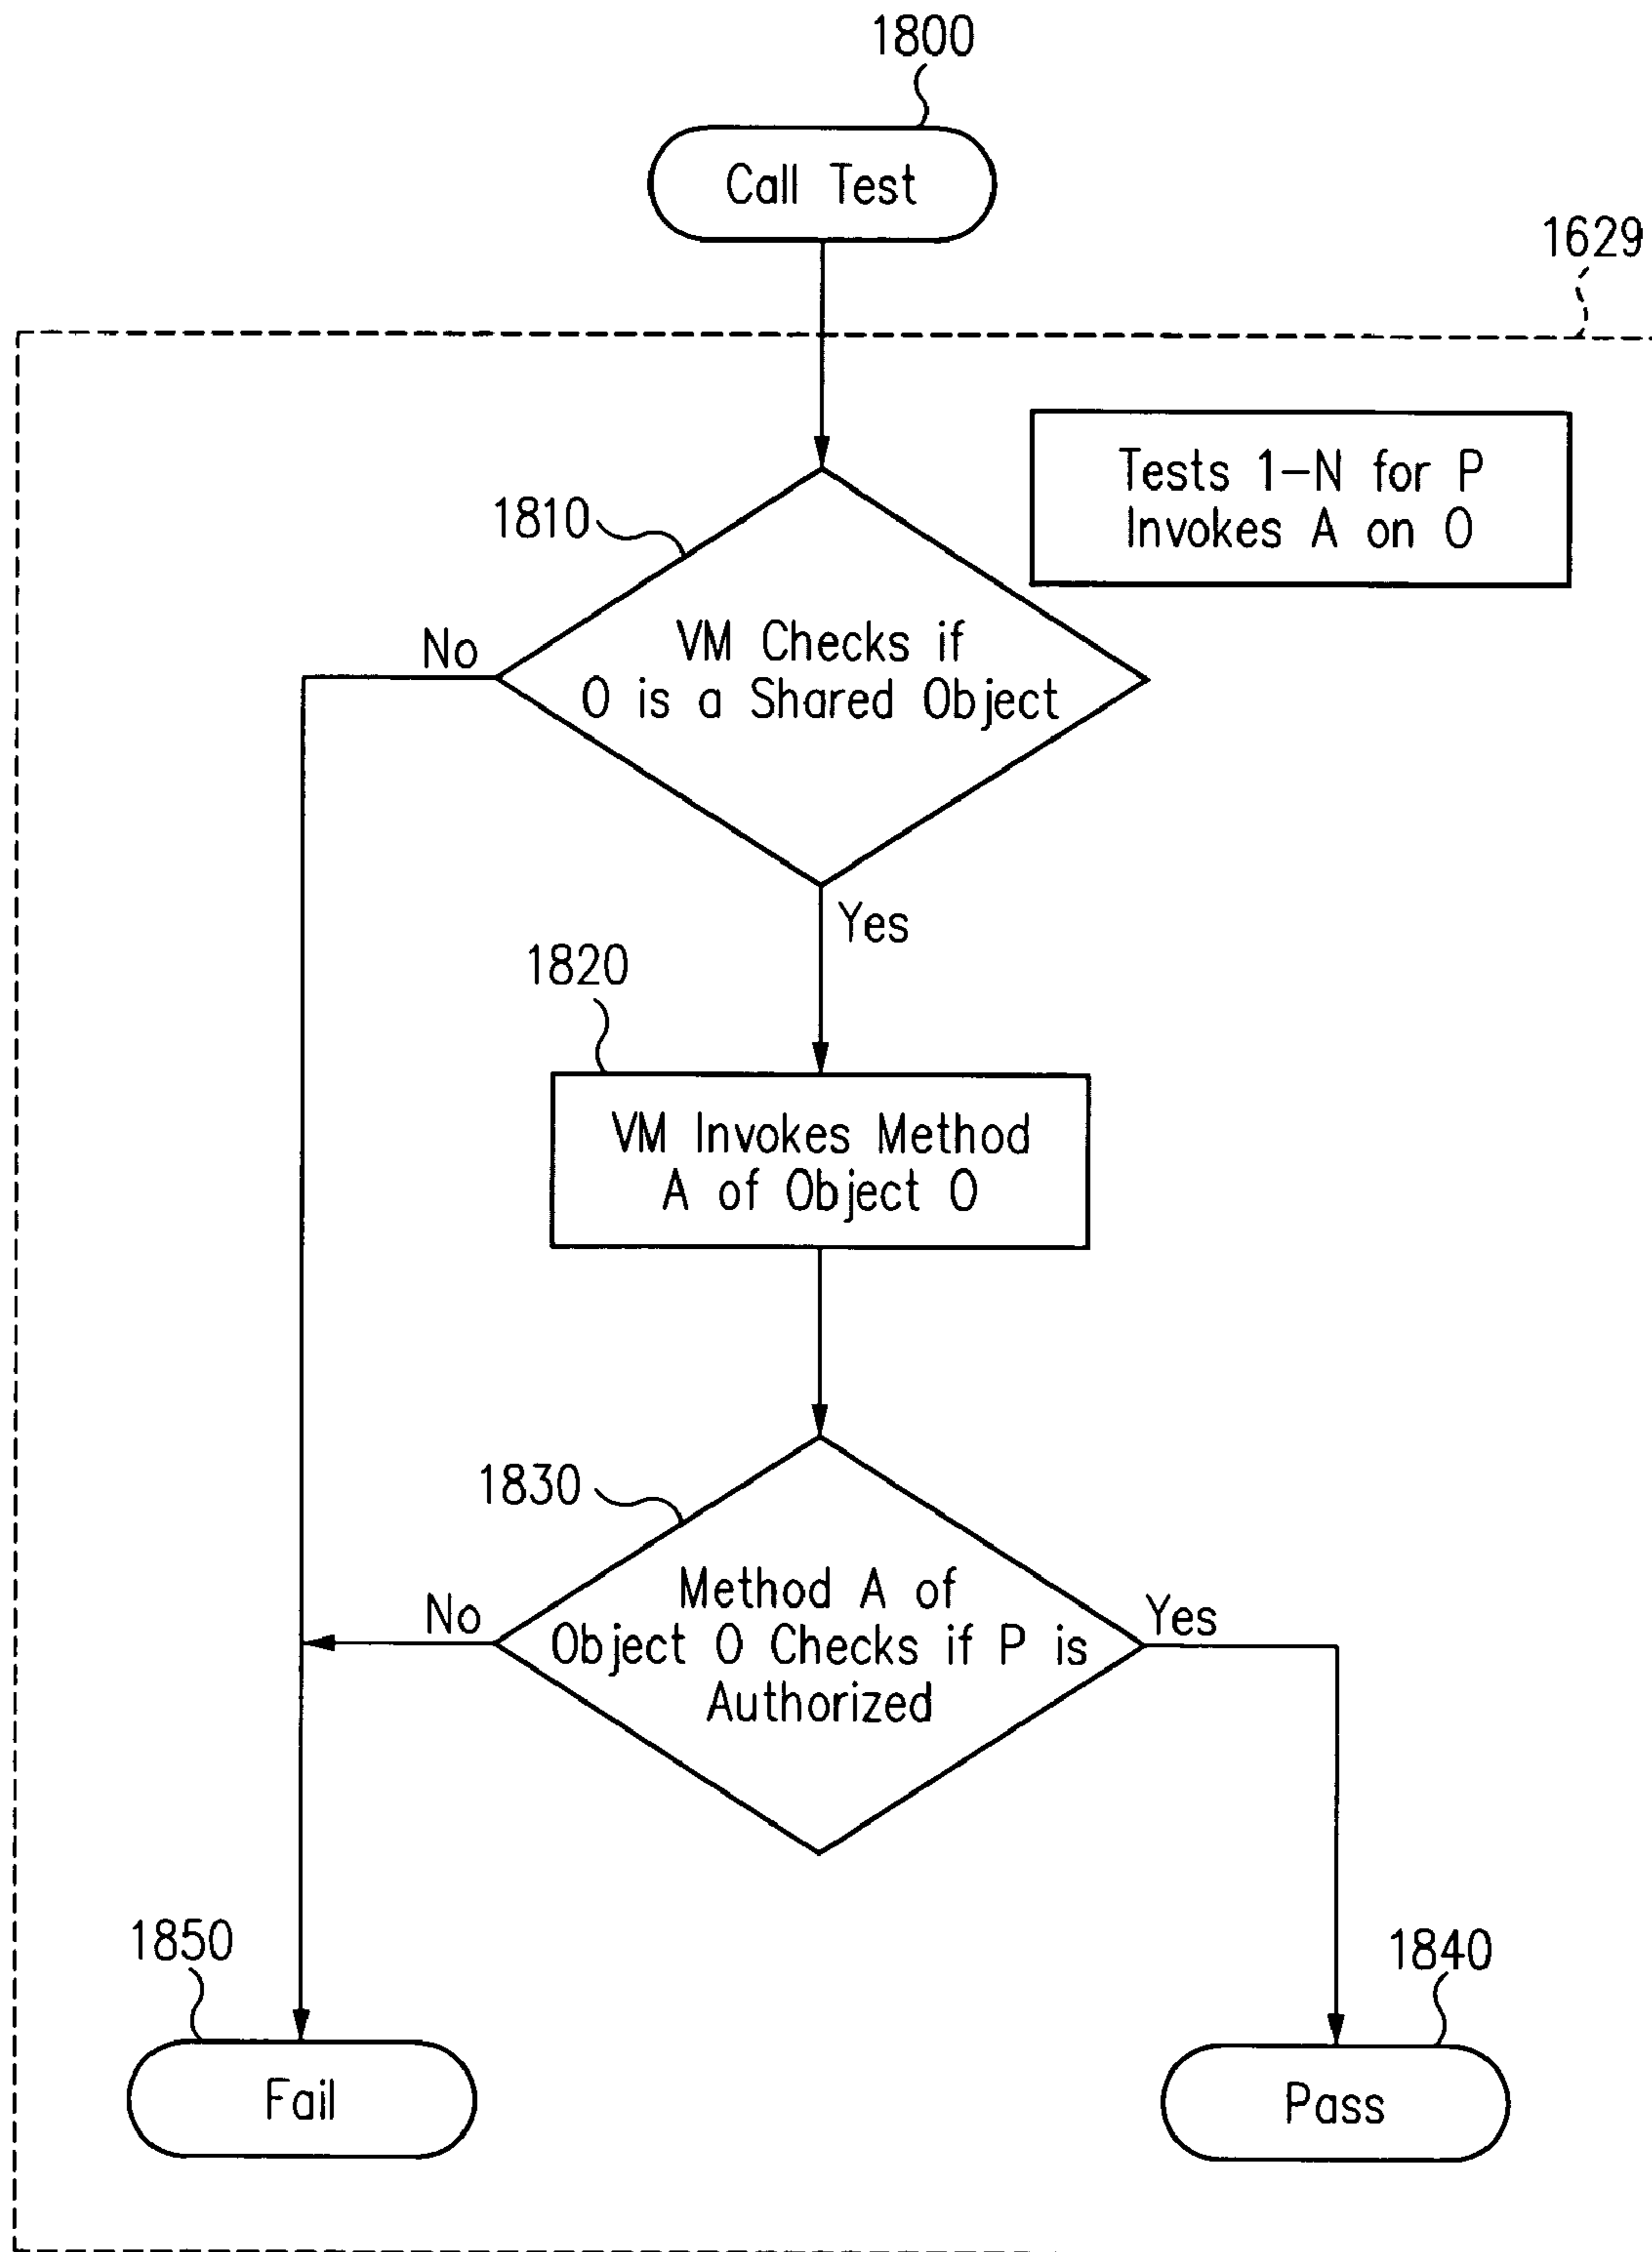 1800
Call Test
1629
Tests 1-N for P
Invokes A on O
1810
No
VM Checks if
O is a Shared Object
Yes
1820
VM Invokes Method
A of Object O
1830
No
Method A of
Object O Checks if P is
Authorized
Yes
1850
Fail
1840
Pass